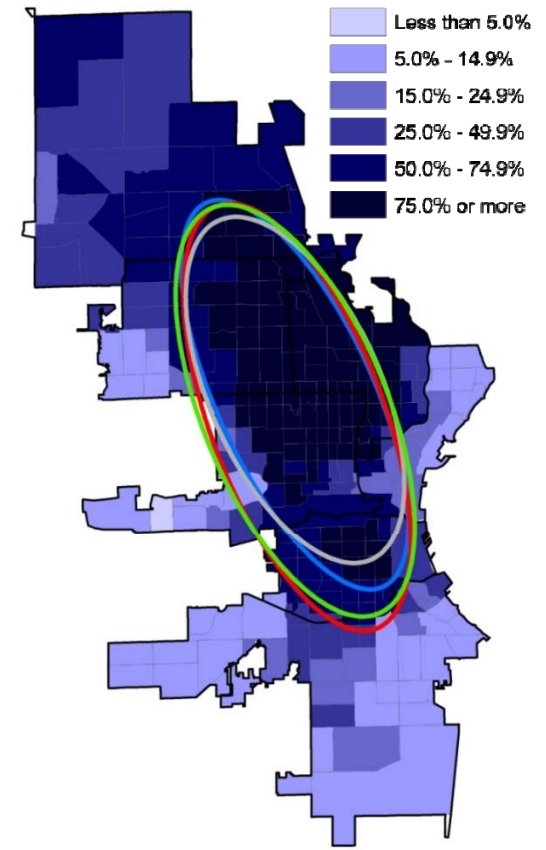 Less than 5.0%
5.0% - 14.9%
15.0% - 24.9%
25.0% - 49.9%
50.0% - 74.9%
75.0% or more